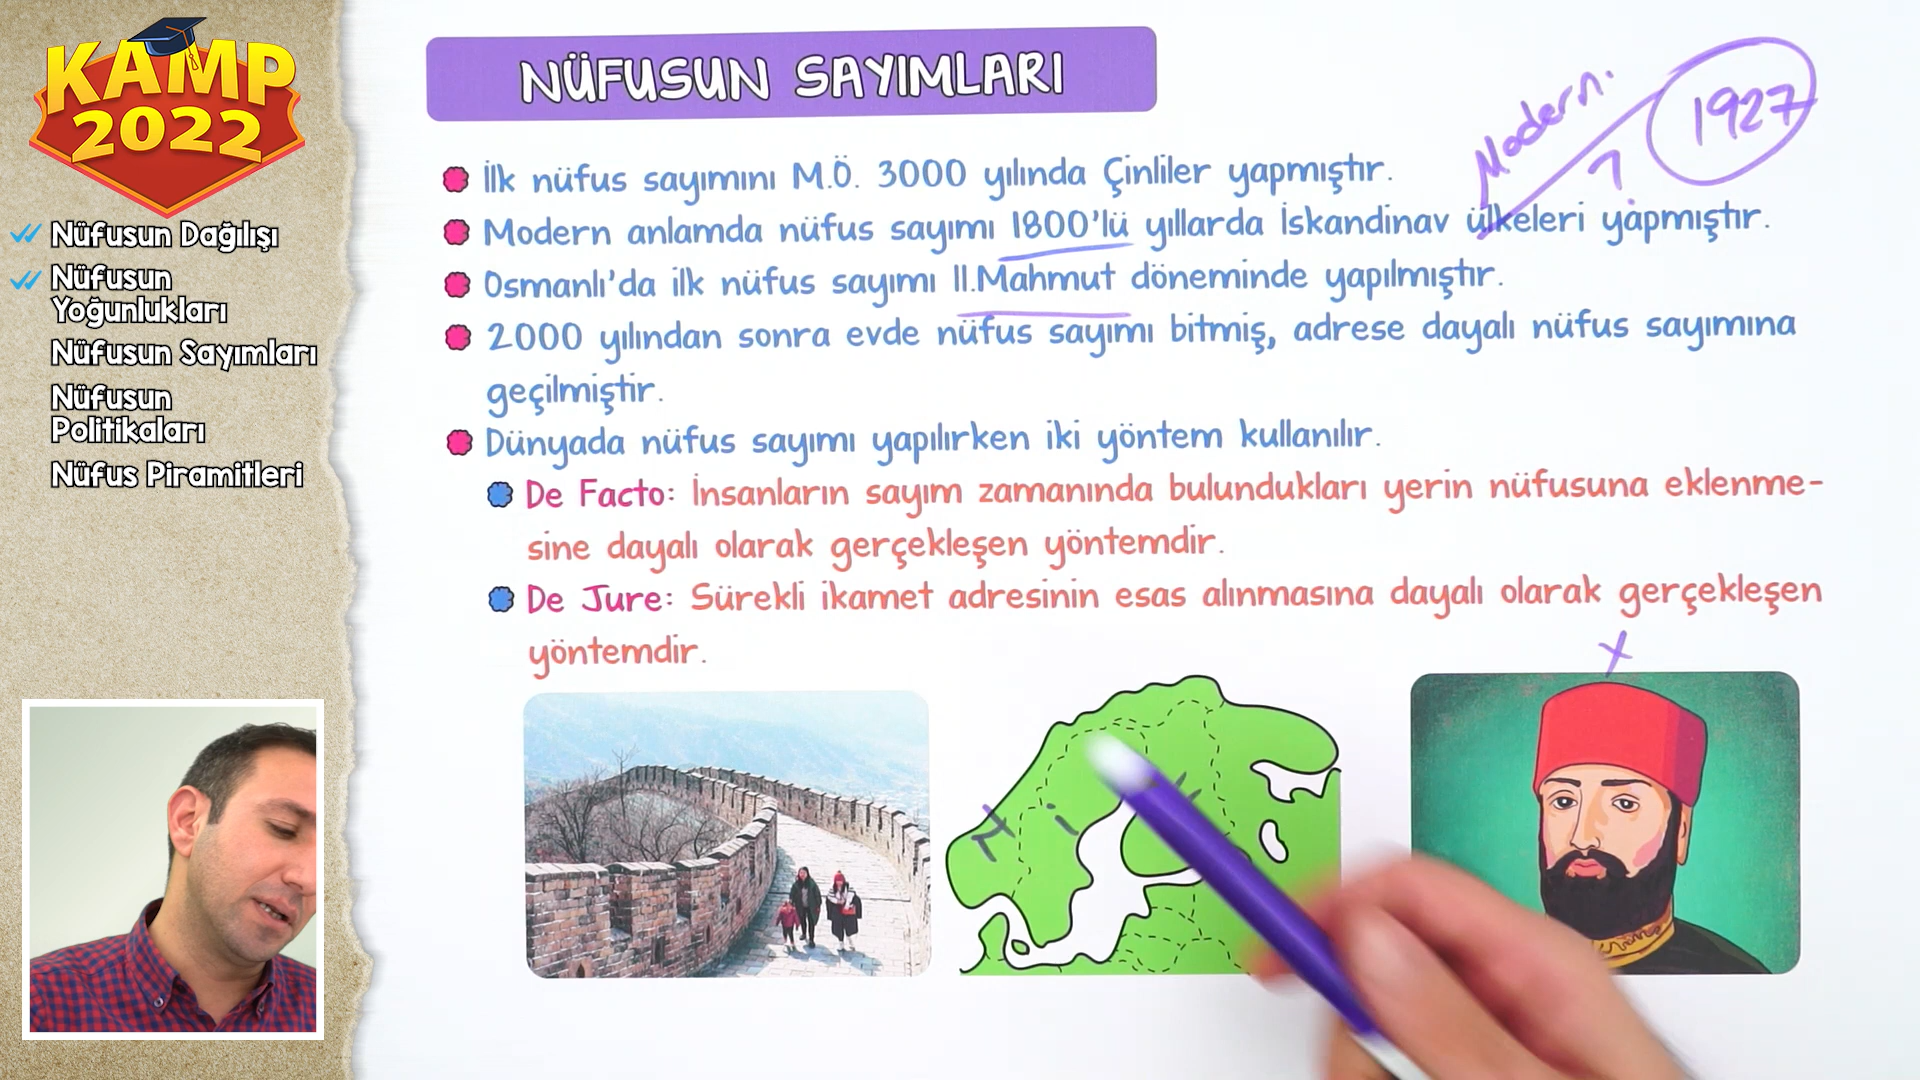 KAMP
2022
Nüfusun Dağılışı
Nüfusun
Yoğunlukları
Nüfusun Sayımları
Nüfusun
Politikaları
Nüfus Piramitleri
NÜFUSUN SAYIMLARI
Modern.
1927
İlk nüfus sayımını M.Ö. 3000 yılında Çinliler yapmıştır.
Modern anlamda nüfus sayımı 1800'lü yıllarda İskandinav ülkeleri yapmıştır.
Osmanlı'da ilk nüfus sayımı II.Mahmut döneminde yapılmıştır.
2000 yılından sonra evde nüfus sayımı bitmiş, adrese dayalı nüfus sayımına
geçilmiştir.
Dünyada nüfus sayımı yapılırken iki yöntem kullanılır.
De Facto: İnsanların sayım zamanında bulundukları yerin nüfusuna eklenme-
sine dayalı olarak gerçekleşen yöntemdir.
De Jure: Sürekli ikamet adresinin esas alınmasına dayalı olarak gerçekleşen
yöntemdir.